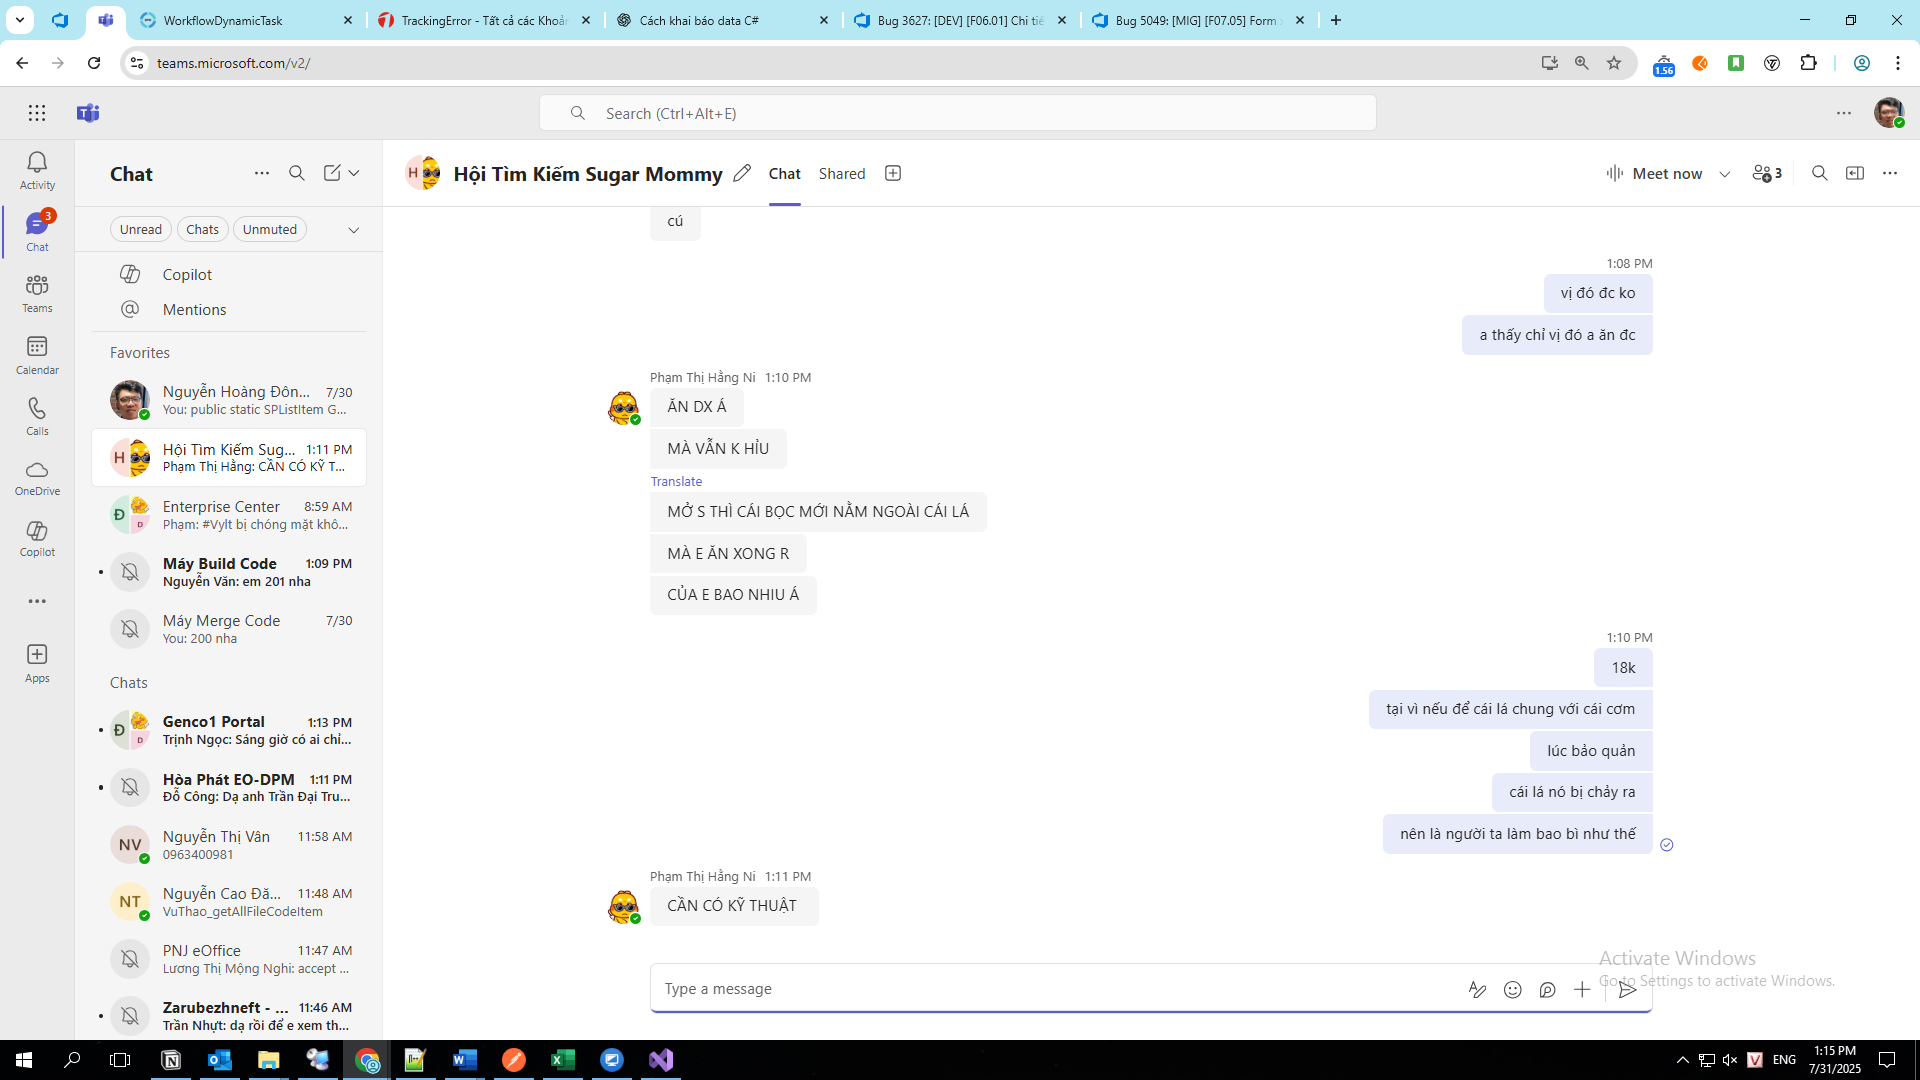 WorkflowDynamicTask
TrackingError - Tất cả các Khoản
Cách khai báo data C#
Bug 3627: [DEV] [F06.01] Chi tiế
Bug 5049: [MIG] [F07.05] Form
teams.microsoft.com/v2/
1.56
Search (Ctrl+Alt+E)
Activity
3
Chat
Teams
Calendar
Calls
OneDrive
Copilot
Apps
Chat
Unread
Chats
Unmuted
Copilot
Mentions
Favorites
Nguyễn Hoàng Đôn... 7/30
You: public static SPListItem G...
H
Hội Tìm Kiếm Sug... 1:11 PM
Phạm Thị Hằng: CẦN CÓ KỸ T...
Đ
D
Enterprise Center 8:59 AM
Phạm: #Vylt bị chóng mặt khô...
Máy Build Code 1:09 PM
Nguyễn Văn: em 201 nha
Máy Merge Code 7/30
You: 200 nha
Chats
Đ
D
Genco1 Portal 1:13 PM
Trịnh Ngọc: Sáng giờ có ai chỉ...
Hòa Phát EO-DPM 1:11 PM
Đỗ Công: Dạ anh Trần Đại Tru...
NV
Nguyễn Thị Vân 11:58 AM
0963400981
NT
Nguyễn Cao Đă... 11:48 AM
VuThao_getAllFileCodeItem
PNJ eOffice 11:47 AM
Lương Thị Mộng Nghi: accept ...
Zarubezhneft - ... 11:46 AM
Trần Nhựt: dạ rồi để e xem th...
H
Hội Tìm Kiếm Sugar Mommy
Chat
Shared
Meet now
3
cú
1:08 PM
vị đó đc ko
a thấy chỉ vị đó a ăn đc
Phạm Thị Hằng Ni 1:10 PM
ĂN DX Á
MÀ VẪN K HỈU
Translate
MỞ S THÌ CÁI BỌC MỚI NẰM NGOÀI CÁI LÁ
MÀ E ĂN XONG R
CỦA E BAO NHIU Á
1:10 PM
18k
tại vì nếu để cái lá chung với cái cơm
lúc bảo quản
cái lá nó bị chảy ra
nên là người ta làm bao bì như thế
Phạm Thị Hằng Ni 1:11 PM
CẦN CÓ KỸ THUẬT
Type a message
Activate Windows
Go to Settings to activate Windows.
ENG
1:15 PM
7/31/2025